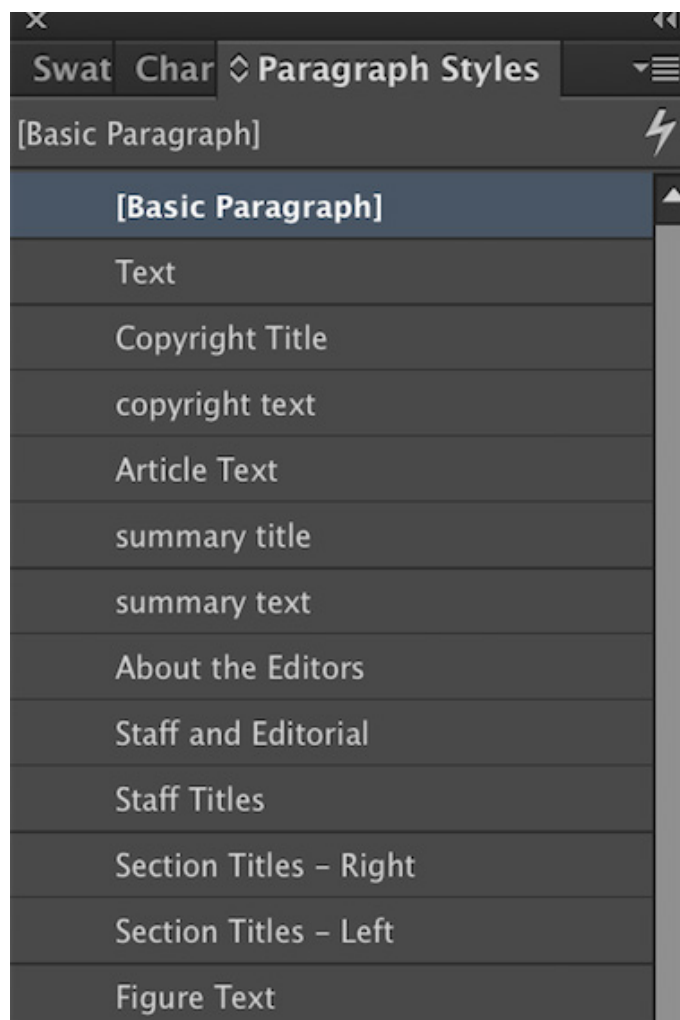 Swat Char Paragraph Styles
[Basic Paragraph]
[Basic Paragraph]
Text
Copyright Title
copyright text
Article Text
summary title
summary text
About the Editors
Staff and Editorial
Staff Titles
Section Titles – Right
Section Titles – Left
Figure Text